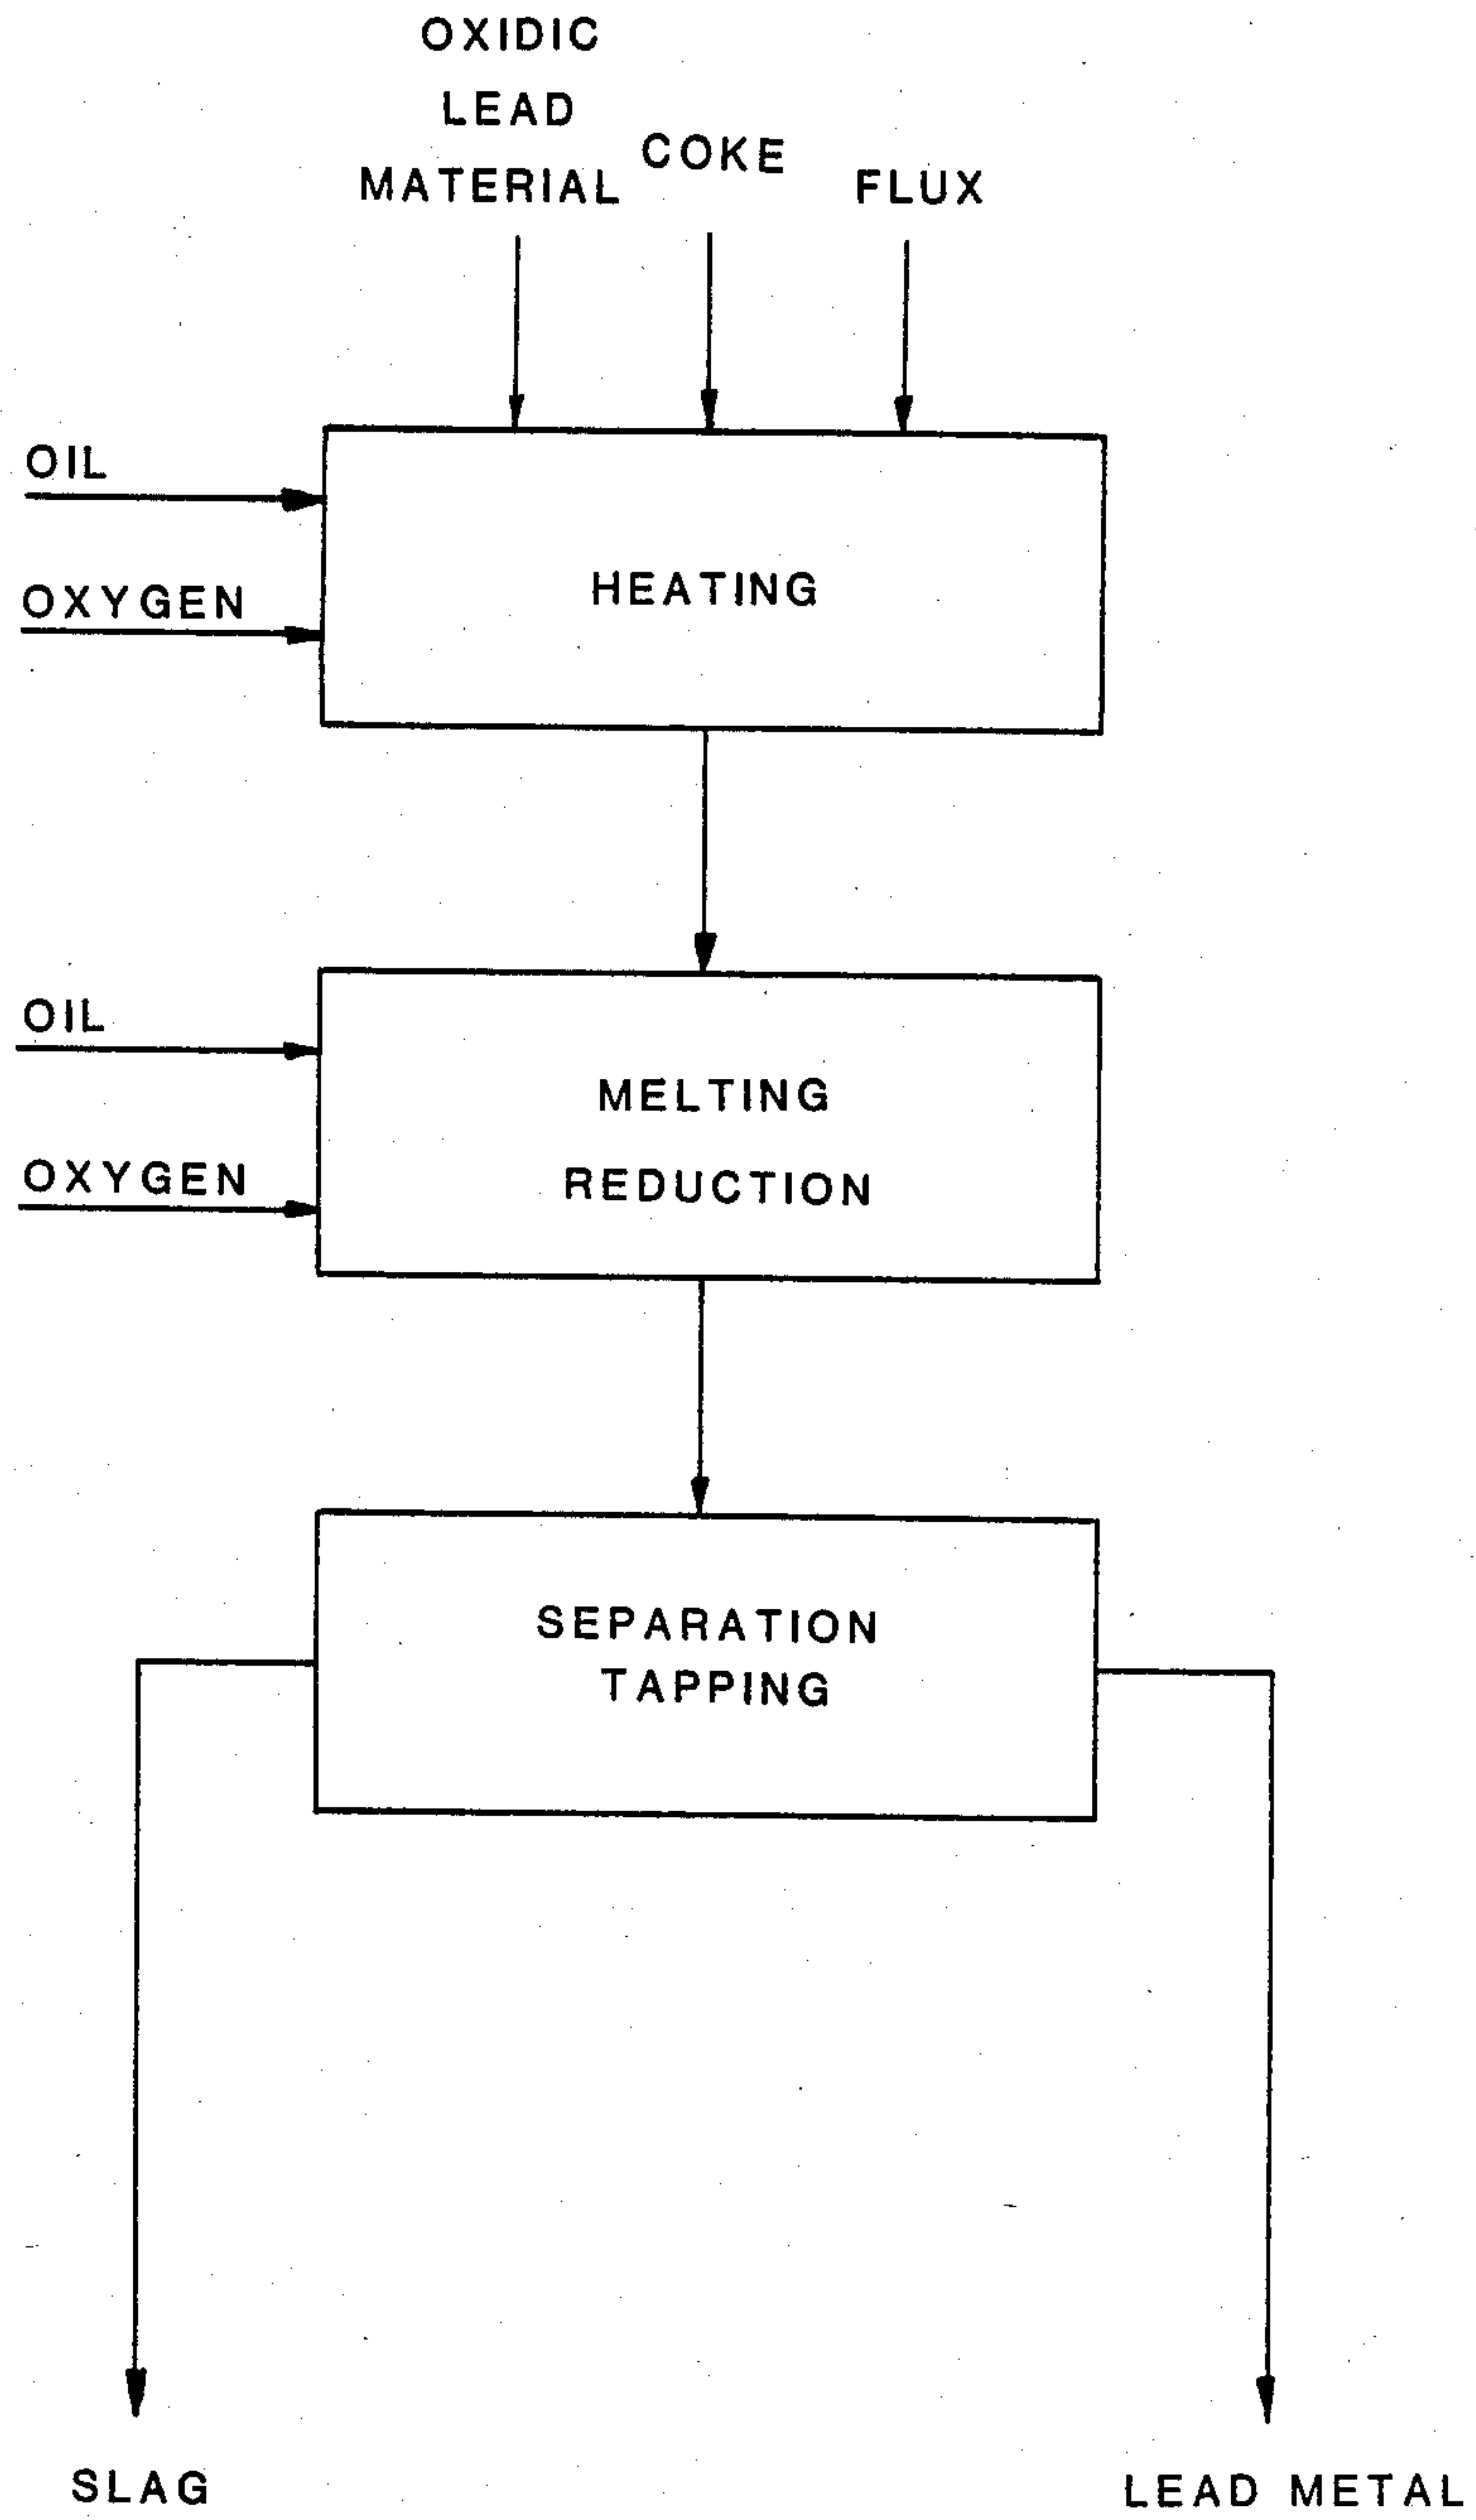 OXIDIC
LEAD
MATERIAL
COKE
FLUX
OIL
OXYGEN
HEATING
OIL
OXYGEN
MELTING
REDUCTION
SEPARATION
TAPPING
SLAG
LEAD METAL